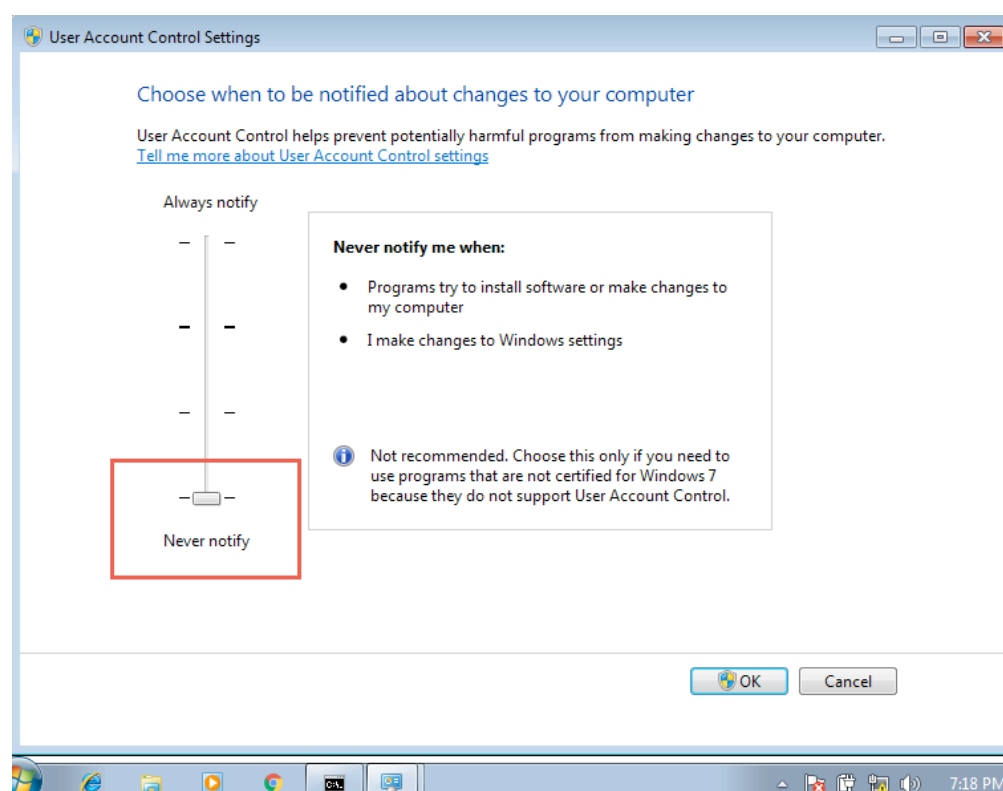 User Account Control Settings
Choose when to be notified about changes to your computer
User Account Control helps prevent potentially harmful programs from making changes to your computer.
Tell me more about User Account Control settings
Always notify
Never notify me when:
• Programs try to install software or make changes to
my computer
• I make changes to Windows settings
Not recommended. Choose this only if you need to
use programs that are not certified for Windows 7
because they do not support User Account Control.
Never notify
OK
Cancel
C:\.
7:18 PM